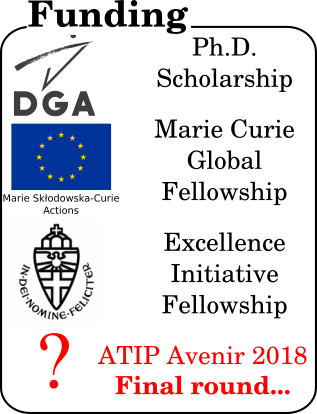 Funding
DGA
Ph.D.
Scholarship
Marie Skłodowska-Curie
Actions
Marie Curie
Global
Fellowship
IN·DEI·NOMINE·FELICITER
Excellence
Initiative
Fellowship
?
ATIP Avenir 2018
Final round...